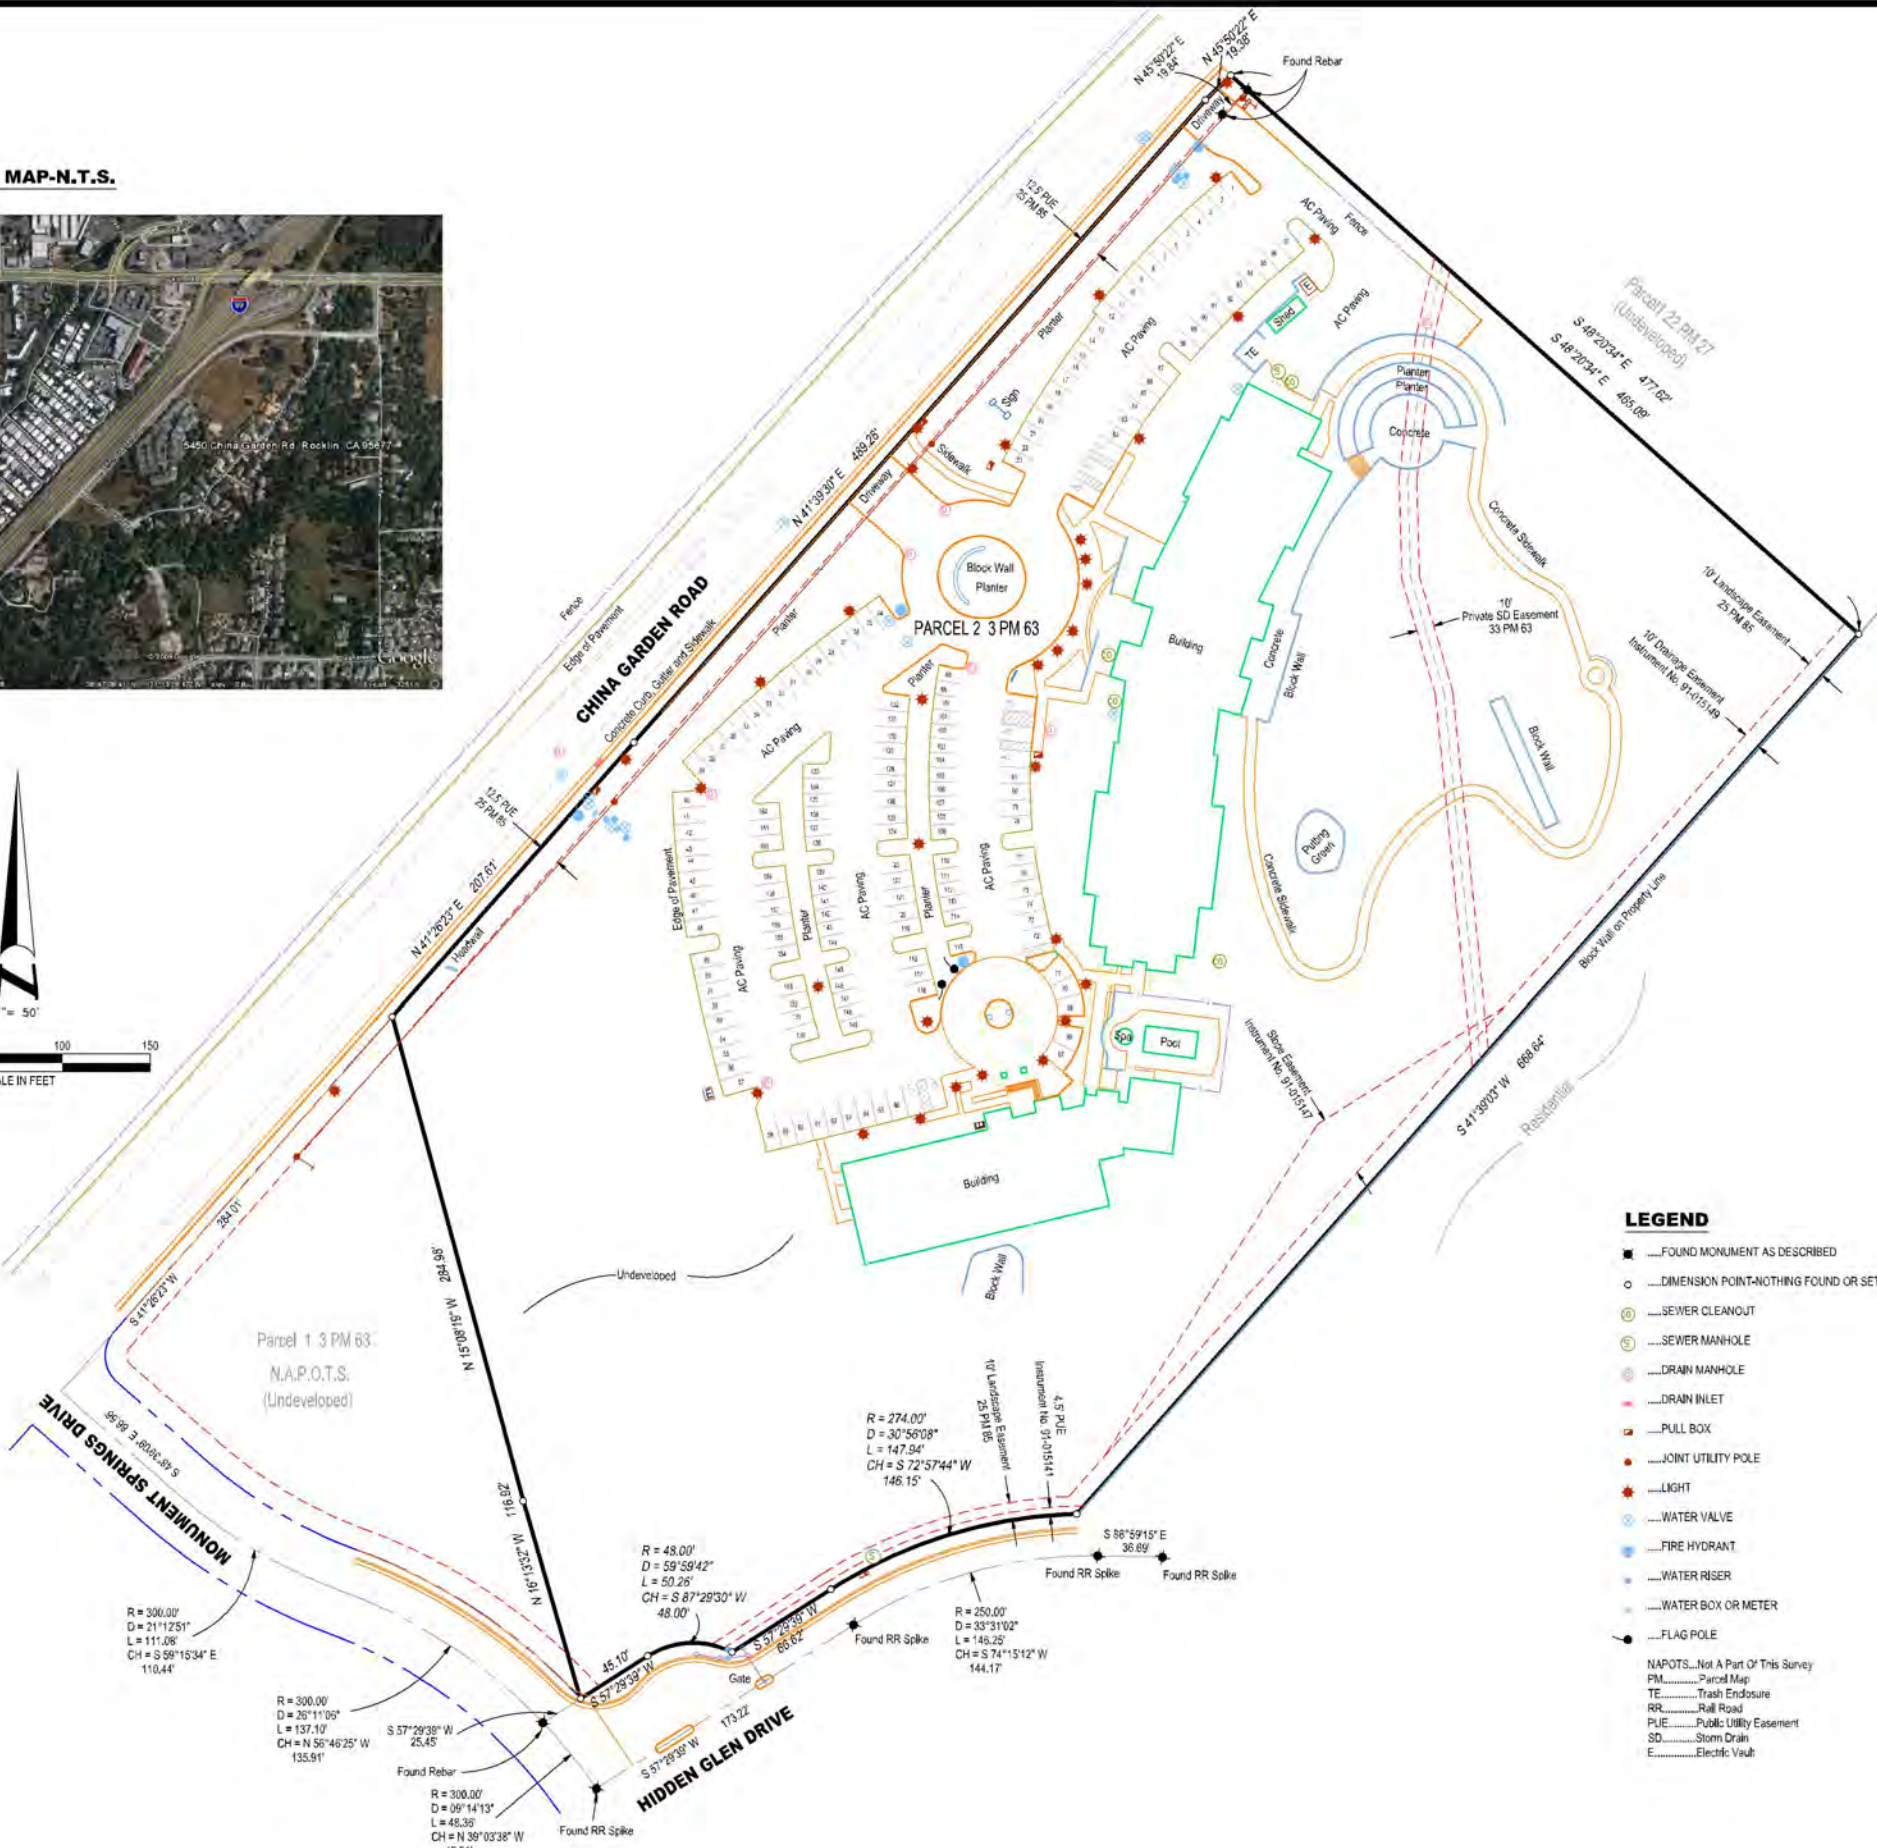 MAP-N.T.S.
5450 China Garden Rd, Rocklin, CA 95677
Google
N 45°50'22" E
19.84'
N 45°50'22" E
19.38'
Found Rebar
Driveway
12.5' PUE
25 PM 85
AC Paving
Fence
Planter
AC Paving
AC Paving
Shed
E
TE
Sign
Parcel 1 22 PM 27
(Undeveloped)
S 48°20'34" E 477.62'
S 48°20'34" E 465.09'
Planter
Planter
Concrete
N 41°39'30" E 489.26'
Driveway
Sidewalk
Concrete Sidewalk
Block Wall
Planter
PARCEL 2 3 PM 63
10'
Private SD Easement
33 PM 63
10' Landscape Easement
25 PM 85
10' Drainage Easement
Instrument No. 91-015149
Fence
Edge of Pavement
CHINA GARDEN ROAD
Concrete Curb, Gutter and Sidewalk
Planter
Building
Concrete
Block Wall
Block Wall
Planter
AC Paving
12.5' PUE
25 PM 85
N 41°26'23" E 207.61'
Headwall
Edge of Pavement
AC Paving
Planter
AC Paving
Planter
AC Paving
Putting
Green
Concrete Sidewalk
Block Wall on Property Line
1"= 50'
100 150
SCALE IN FEET
Spa
Pool
Slope Easement
Instrument No. 91-015147
S 41°39'03" W 668.64'
Residential
284.01'
S 41°26'23" W
N 15°08'19" W 284.98'
Undeveloped
Building
E
Block Wall
Parcel 1 3 PM 63
N.A.P.O.T.S.
(Undeveloped)
MONUMENT SPRINGS DRIVE
S 48°39'09" E 66.56'
N 16°13'32" W 116.92'
R = 274.00'
D = 30°56'08"
L = 147.94'
CH = S 72°57'44" W
146.15'
10' Landscape Easement
25 PM 85
4.5' PUE
Instrument No. 91-015141
R = 48.00'
D = 59°59'42"
L = 50.26'
CH = S 87°29'30" W
48.00'
S 88°59'15" E
36.69'
Found RR Spike
Found RR Spike
R = 300.00'
D = 21°12'51"
L = 111.08'
CH = S 59°15'34" E
110.44'
45.10'
S 57°29'39" W
S 57°29'39" W
66.62'
Found RR Spike
R = 250.00'
D = 33°31'02"
L = 146.25'
CH = S 74°15'12" W
144.17'
Gate
R = 300.00'
D = 26°11'06"
L = 137.10'
CH = N 56°46'25" W
135.91'
S 57°29'39" W
25.45'
S 57°29'39" W 173.22'
HIDDEN GLEN DRIVE
Found Rebar
R = 300.00'
D = 09°14'13"
L = 48.36'
CH = N 39°03'38" W
Found RR Spike
LEGEND
.....FOUND MONUMENT AS DESCRIBED
.....DIMENSION POINT-NOTHING FOUND OR SET
.....SEWER CLEANOUT
.....SEWER MANHOLE
.....DRAIN MANHOLE
.....DRAIN INLET
.....PULL BOX
.....JOINT UTILITY POLE
.....LIGHT
.....WATER VALVE
.....FIRE HYDRANT
.....WATER RISER
.....WATER BOX OR METER
.....FLAG POLE
NAPOTS...Not A Part Of This Survey
PM............Parcel Map
TE............Trash Enclosure
RR............Rail Road
PUE..........Public Utility Easement
SD............Storm Drain
E..............Electric Vault